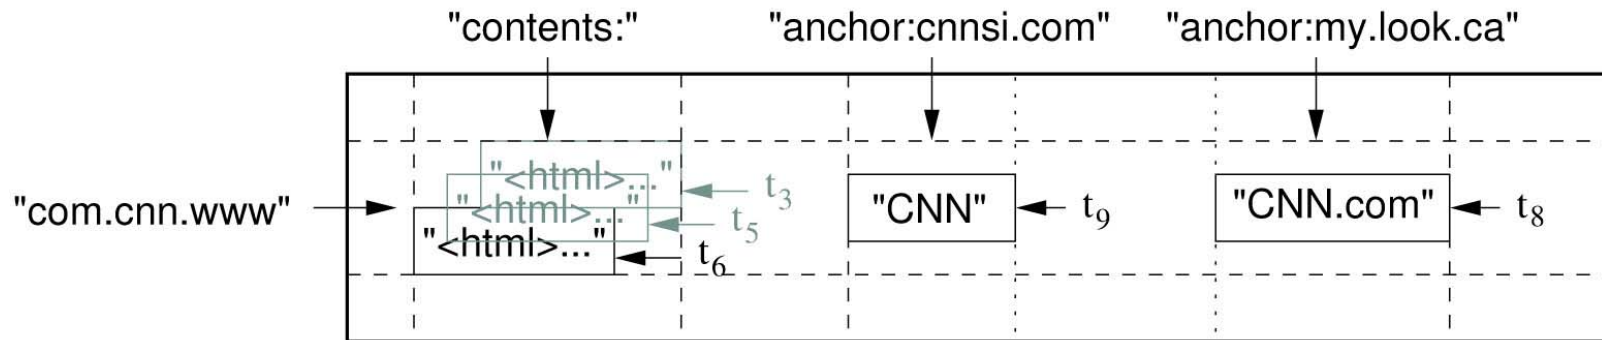 "contents:" "anchor:cnnsi.com" "anchor:my.look.ca"
"<html>..." t3
"com.cnn.www" "<html>..." "CNN" t9 "CNN.com" t8
t5
"<html>..." t6